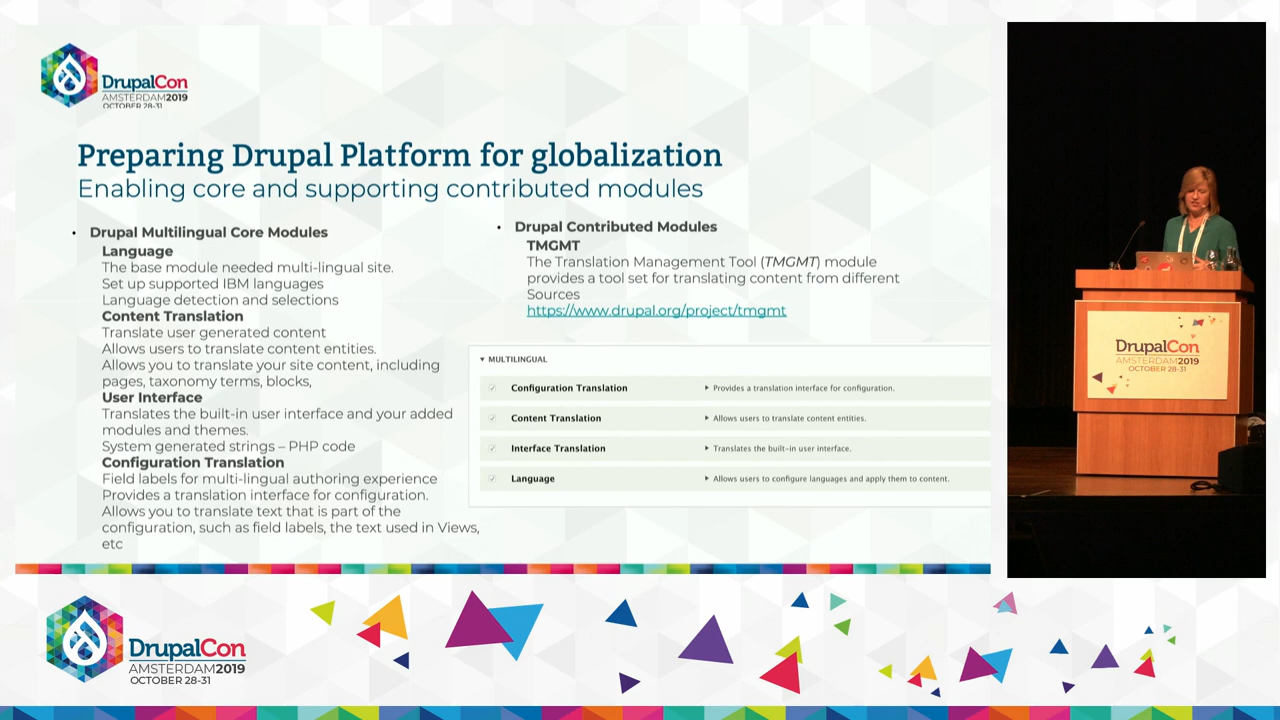 DrupalCon
AMSTERDAM2019
OCTOBER 28-31
Preparing Drupal Platform for globalization
Enabling core and supporting contributed modules
• Drupal Multilingual Core Modules
Language
The base module needed multi-lingual site.
Set up supported IBM languages
Language detection and selections
Content Translation
Translate user generated content
Allows users to translate content entities.
Allows you to translate your site content, including
pages, taxonomy terms, blocks,
User Interface
Translates the built-in user interface and your added
modules and themes.
System generated strings – PHP code
Configuration Translation
Field labels for multi-lingual authoring experience
Provides a translation interface for configuration.
Allows you to translate text that is part of the
configuration, such as field labels, the text used in Views,
etc
• Drupal Contributed Modules
TMGMT
The Translation Management Tool (TMGMT) module
provides a tool set for translating content from different
Sources
https://www.drupal.org/project/tmgmt
▾ MULTILINGUAL
Configuration Translation ▸ Provides a translation interface for configuration.
Content Translation ▸ Allows users to translate content entities.
Interface Translation ▸ Translates the built-in user interface.
Language ▸ Allows users to configure languages and apply them to content.
DrupalCon
AMSTERDAM2019
OCTOBER 28-31
DrupalCon
AMSTERDAM2019
OCTOBER 28-31